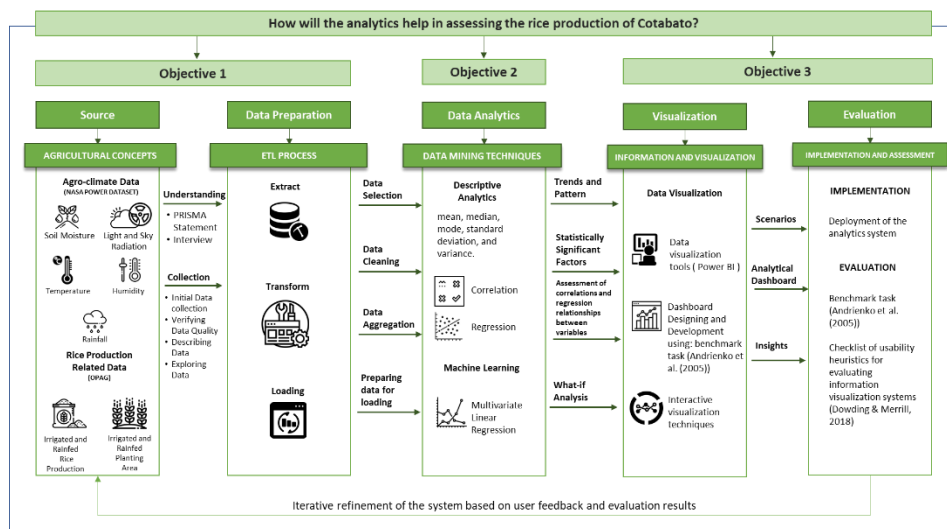 How will the analytics help in assessing the rice production of Cotabato?
Objective 1
Objective 2
Objective 3
Source
Data Preparation
Data Analytics
Visualization
Evaluation
AGRICULTURAL CONCEPTS
ETL PROCESS
DATA MINING TECHNIQUES
INFORMATION AND VISUALIZATION
IMPLEMENTATION AND ASSESSMENT
Agro-climate Data
(NASA POWER DATASET)
Soil Moisture
Light and Sky
Radiation
Temperature
Humidity
Rainfall
Rice Production
Related Data
(OPAG)
Irrigated and
Rainfed
Rice
Production
Irrigated and
Rainfed
Planting
Area
Understanding
• PRISMA
Statement
• Interview
Collection
• Initial Data
collection
• Verifying
Data Quality
• Describing
Data
• Exploring
Data
Extract
Transform
Loading
Data
Selection
Data
Cleaning
Data
Aggregation
Preparing
data for
loading
Descriptive
Analytics
mean, median,
mode, standard
deviation, and
variance.
Correlation
Regression
Machine Learning
Multivariate
Linear
Regression
Trends and
Pattern
Statistically
Significant
Factors
Assessment of
correlations and
regression
relationships
between
variables
What-if
Analysis
Data Visualization
Data
visualization
tools ( Power BI )
Dashboard
Designing and
Development
using: benchmark
task (Andrienko et
al. (2005))
Interactive
visualization
techniques
Scenarios
Analytical
Dashboard
Insights
IMPLEMENTATION
Deployment of the
analytics system
EVALUATION
Benchmark task
(Andrienko et al.
(2005))
Checklist of usability
heuristics for
evaluating
information
visualization systems
(Dowding & Merrill,
2018)
Iterative refinement of the system based on user feedback and evaluation results